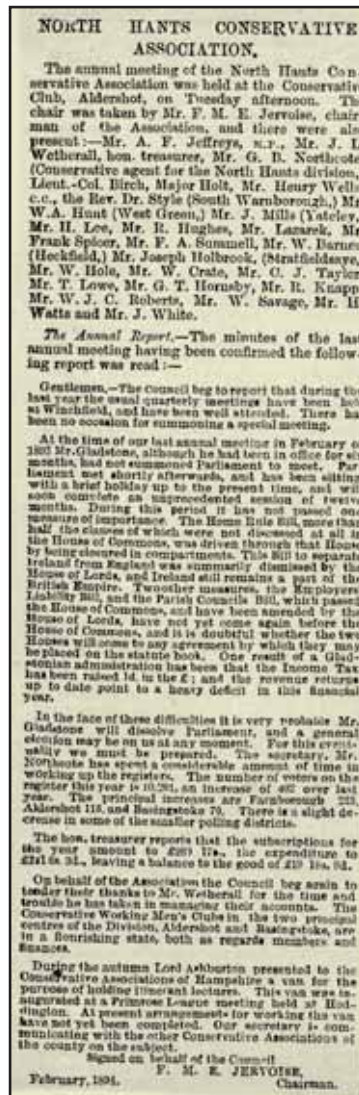 NORTH HANTS CONSERVATIVE
ASSOCIATION.
The annual meeting of the North Hants Con-
servative Association was held at the Conservative
Club, Aldershot, on Tuesday afternoon. The
chair was taken by Mr. F. M. E. Jervoise, chair-
man of the Association, and there were als
present:—Mr. A. F. Jeffreys, M.P., Mr. J. L
Wetherall, hon. treasurer, Mr. G. B. Northcote
(Conservative agent for the North Hants division,)
Lieut.-Col. Birch, Major Holt, Mr. Henry Wells
C.C., the Rev. Dr. Style (South Warnborough,) Mr
W. A. Hunt (West Green,) Mr J. Mills (Yateley,
Mr. H. Lee, Mr. R. Hughes, Mr. Lazarek, Mr
Frank Spicer, Mr. F. A. Summell, Mr. W. Barnes
(Heckfield,) Mr. Joseph Holbrook, (Stratfieldsaye,
Mr. W. Hole, Mr. W. Crate, Mr. C. J. Taylor
Mr. T. Lowe, Mr. G. T. Hornsby, Mr. R. Knapp
Mr. W. J. C. Roberts, Mr. W. Savage, Mr. H
Watts and Mr. J. White.
The Annual Report.—The minutes of the last
annual meeting having been confirmed the follow-
ing report was read:—
Gentlemen,—The Council beg to report that during the
last year the usual quarterly meetings have been held
at Winchfield, and have been well attended. There has
been no occasion for summoning a special meeting.
At the time of our last annual meeting in February of
1893 Mr. Gladstone, although he had been in office for six
months, had not summoned Parliament to meet. Par-
liament met shortly afterwards, and has been sitting
with a brief holiday up to the present time, and will
soon complete an unprecedented session of twelve
months. During this period it has not passed one
measure of importance. The Home Rule Bill, more than
half the clauses of which were not discussed at all in
the House of Commons, was driven through that House
by being closured in compartments. This Bill to separate
Ireland from England was summarily dismissed by the
House of Lords, and Ireland still remains a part of the
British Empire. Two other measures, the Employers
Liability Bill, and the Parish Councils Bill, which passed
the House of Commons, and have been amended by the
House of Lords, have not yet come again before the
House of Commons, and it is doubtful whether the two
Houses will come to any agreement by which they may
be placed on the statute book. One result of a Glad-
stonian administration has been that the Income Tax
has been raised 1d. in the £; and the revenue returns
up to date point to a heavy deficit in this financial
year.
In the face of these difficulties it is very probable Mr.
Gladstone will dissolve Parliament, and a general
election may be on us at any moment. For this event-
uality we must be prepared. The secretary, Mr.
Northcote has spent a considerable amount of time in
working up the registers. The number of voters on the
register this year is an increase of over last
year. The principal increases are Farnborough
Aldershot 118, and Basingstoke 70. There is a slight de-
crease in some of the smaller polling districts.
The hon. treasurer reports that the subscriptions for
the year amount to the expenditure to
leaving a balance to the good of
On behalf of the Association the Council beg again to
tender their thanks to Mr. Wetherall for the time and
trouble he has taken in managing their accounts. The
Conservative Working Men's Clubs in the two principal
centres of the Division, Aldershot and Basingstoke, are
in a flourishing state, both as regards members and
finances.
During the autumn Lord Ashburton presented to the
Conservative Associations of Hampshire a van for the
purpose of holding itinerant lectures. This van was in-
augurated at a Primrose League meeting held at Hod-
dington. At present arrangements for working the van
have not yet been completed. Our secretary is com-
municating with the other Conservative Associations of
the county on the subject.
Signed on behalf of the Council
F. M. E. JERVOISE,
February, 1894. Chairman.